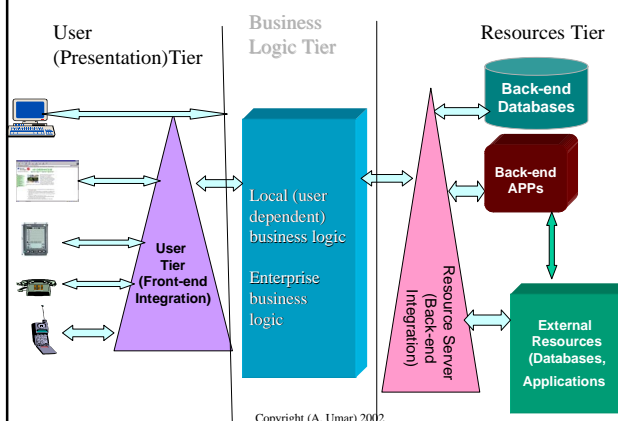 User
(Presentation)Tier
Business
Logic Tier
Resources Tier
Back-end
Databases
Back-end
APPs
Local (user
dependent)
business logic
Enterprise
business
logic
User
Tier
(Front-end
Integration)
Resource Server
(Back-end
Integration)
External
Resources
(Databases,
Applications
Copyright (A. Umar) 2002